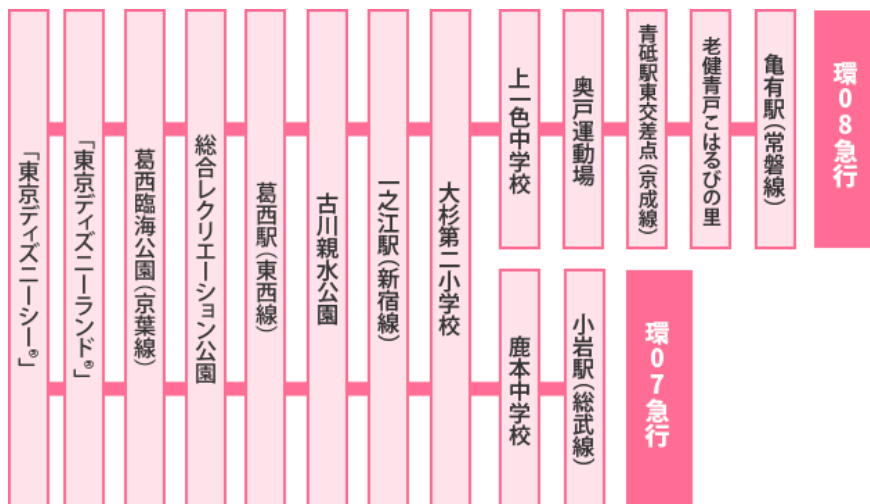 「東京ディズニーシー®」
「東京ディズニーランド®」
葛西臨海公園(京葉線)
総合レクリエーション公園
葛西駅(東西線)
古川親水公園
一之江駅(新宿線)
大杉第二小学校
上一色中学校
奥戸運動場
青砥駅東交差点(京成線)
老健青戸こはるびの里
亀有駅(常磐線)
環08急行
鹿本中学校
小岩駅(総武線)
環07急行